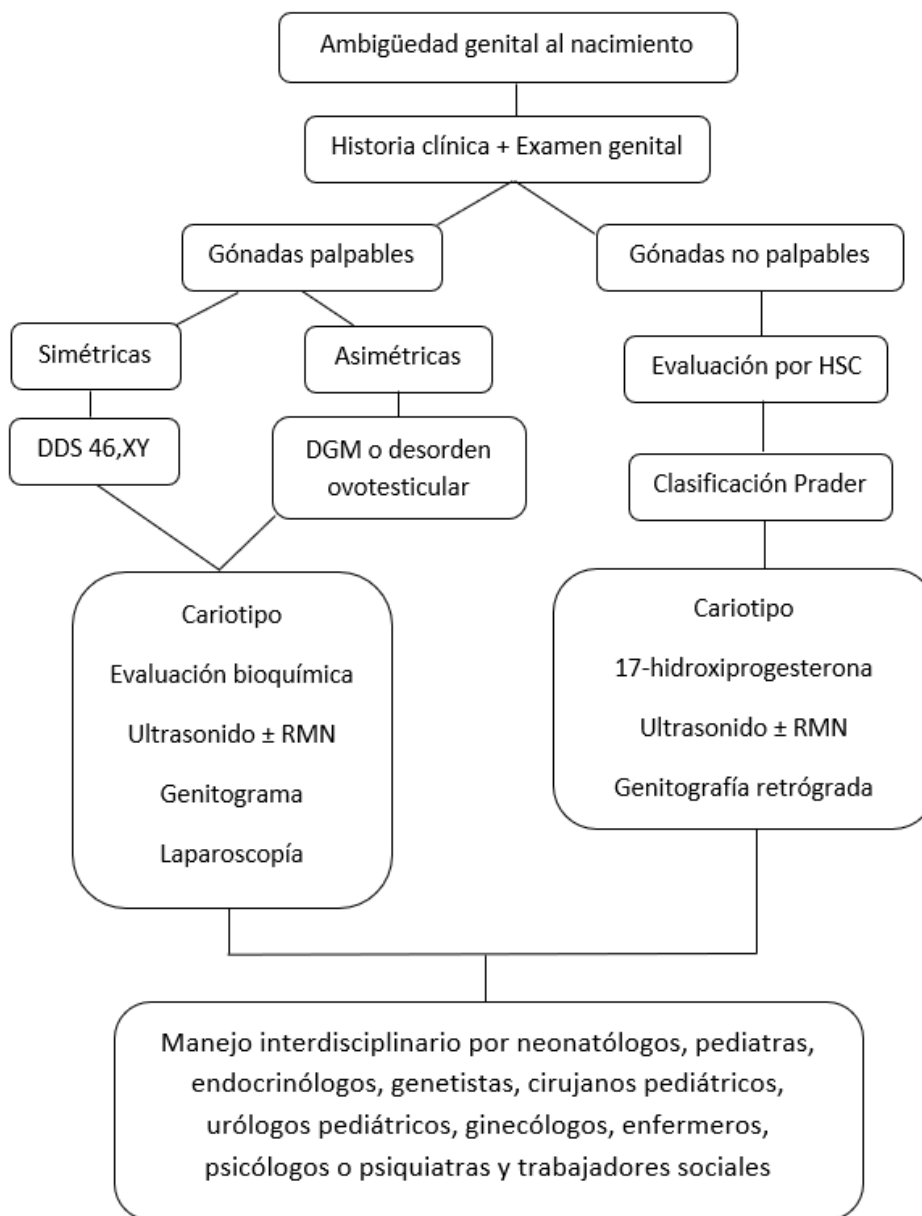 Ambigüedad genital al nacimiento
Historia clínica + Examen genital
Gónadas palpables
Gónadas no palpables
Simétricas
Asimétricas
Evaluación por HSC
DDS 46,XY
DGM o desorden
ovotesticular
Clasificación Prader
Cariotipo
Evaluación bioquímica
Ultrasonido ± RMN
Genitograma
Laparoscopía
Cariotipo
17-hidroxiprogesterona
Ultrasonido ± RMN
Genitografía retrógrada
Manejo interdisciplinario por neonatólogos, pediatras,
endocrinólogos, genetistas, cirujanos pediátricos,
urólogos pediátricos, ginecólogos, enfermeros,
psicólogos o psiquiatras y trabajadores sociales